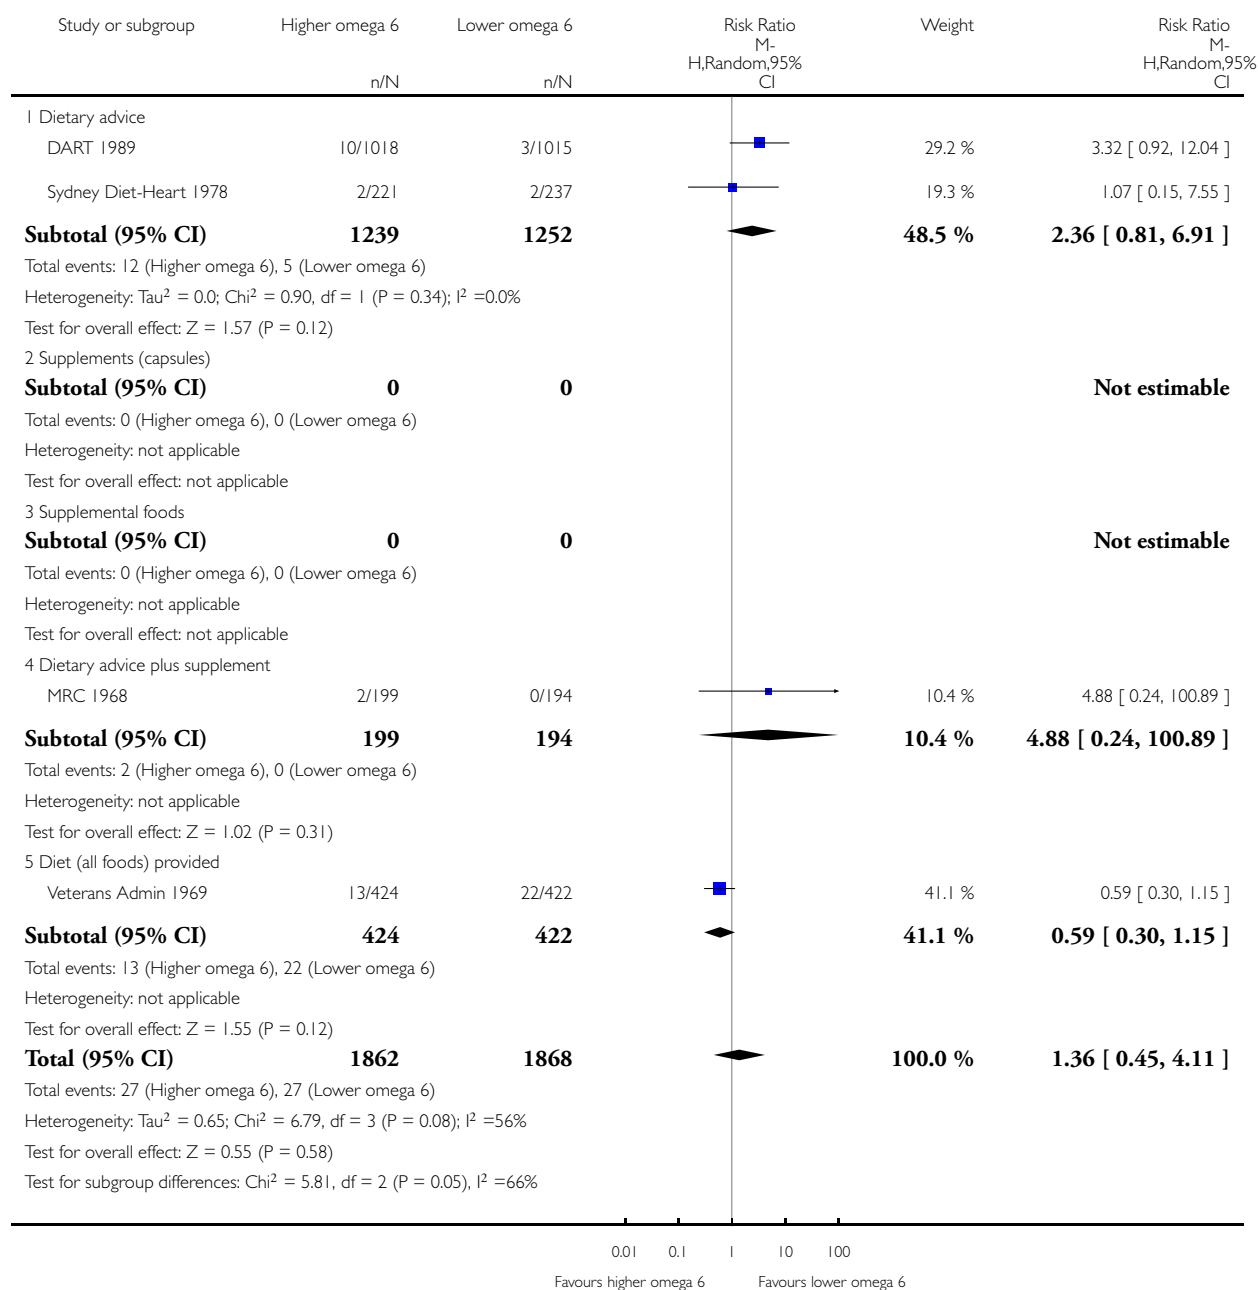 Study or subgroup Higher omega 6 Lower omega 6 Risk Ratio Weight Risk Ratio
M- M-
H,Random,95% H,Random,95%
n/N n/N CI CI
1 Dietary advice
DART 1989 10/1018 3/1015 29.2 % 3.32 [ 0.92, 12.04 ]
Sydney Diet-Heart 1978 2/221 2/237 19.3 % 1.07 [ 0.15, 7.55 ]
Subtotal (95% CI) 1239 1252 48.5 % 2.36 [ 0.81, 6.91 ]
Total events: 12 (Higher omega 6), 5 (Lower omega 6)
Heterogeneity: Tau² = 0.0; Chi² = 0.90, df = 1 (P = 0.34); I² =0.0%
Test for overall effect: Z = 1.57 (P = 0.12)
2 Supplements (capsules)
Subtotal (95% CI) 0 0 Not estimable
Total events: 0 (Higher omega 6), 0 (Lower omega 6)
Heterogeneity: not applicable
Test for overall effect: not applicable
3 Supplemental foods
Subtotal (95% CI) 0 0 Not estimable
Total events: 0 (Higher omega 6), 0 (Lower omega 6)
Heterogeneity: not applicable
Test for overall effect: not applicable
4 Dietary advice plus supplement
MRC 1968 2/199 0/194 10.4 % 4.88 [ 0.24, 100.89 ]
Subtotal (95% CI) 199 194 10.4 % 4.88 [ 0.24, 100.89 ]
Total events: 2 (Higher omega 6), 0 (Lower omega 6)
Heterogeneity: not applicable
Test for overall effect: Z = 1.02 (P = 0.31)
5 Diet (all foods) provided
Veterans Admin 1969 13/424 22/422 41.1 % 0.59 [ 0.30, 1.15 ]
Subtotal (95% CI) 424 422 41.1 % 0.59 [ 0.30, 1.15 ]
Total events: 13 (Higher omega 6), 22 (Lower omega 6)
Heterogeneity: not applicable
Test for overall effect: Z = 1.55 (P = 0.12)
Total (95% CI) 1862 1868 100.0 % 1.36 [ 0.45, 4.11 ]
Total events: 27 (Higher omega 6), 27 (Lower omega 6)
Heterogeneity: Tau² = 0.65; Chi² = 6.79, df = 3 (P = 0.08); I² =56%
Test for overall effect: Z = 0.55 (P = 0.58)
Test for subgroup differences: Chi² = 5.81, df = 2 (P = 0.05), I² =66%
0.01 0.1 1 10 100
Favours higher omega 6 Favours lower omega 6